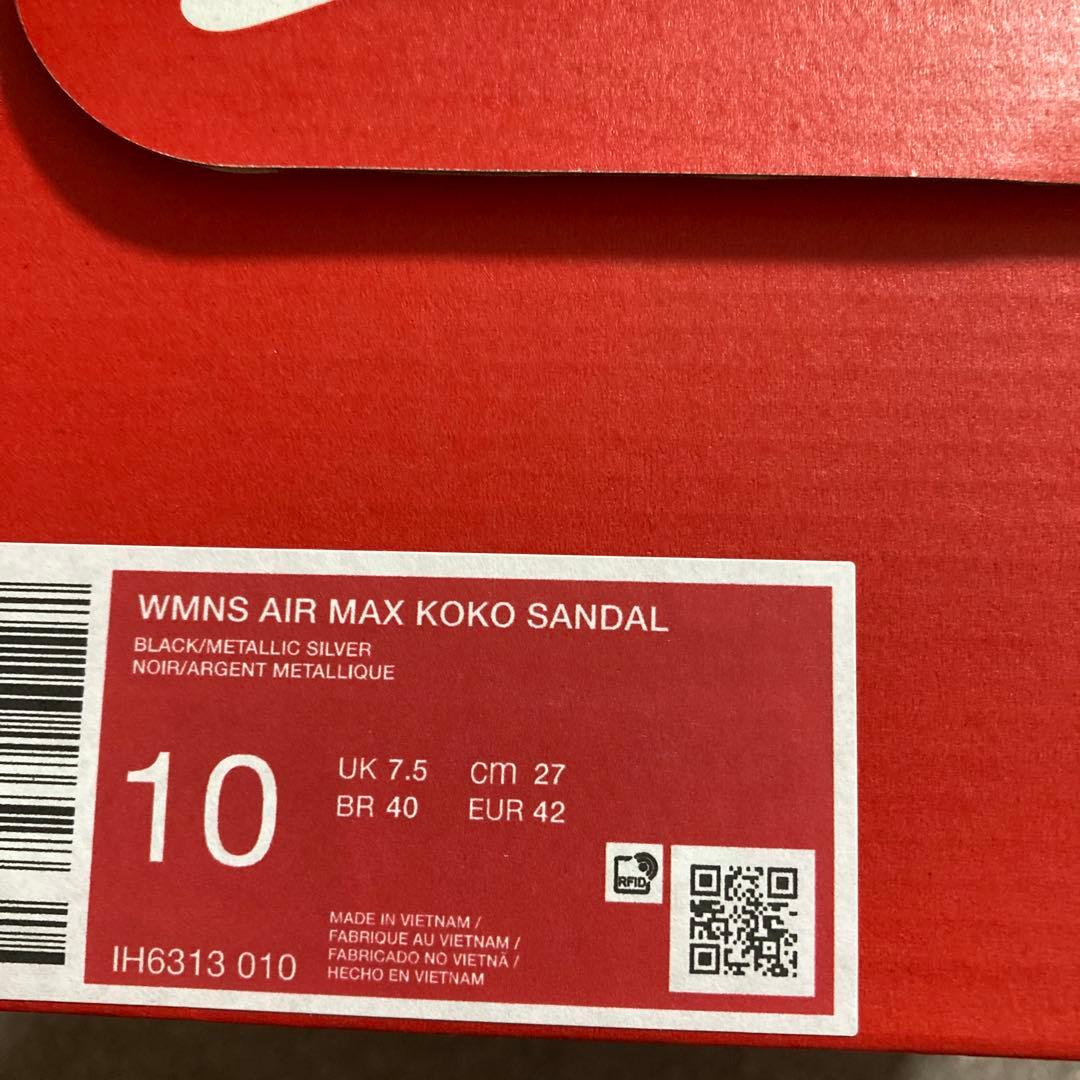 WMNS AIR MAX KOKO SANDAL
BLACK/METALLIC SILVER
NOIR/ARGENT METALLIQUE
10
UK 7.5 cm 27
BR 40 EUR 42
RFID
IH6313 010
MADE IN VIETNAM /
FABRIQUE AU VIETNAM /
FABRICADO NO VIETNÃ /
HECHO EN VIETNAM